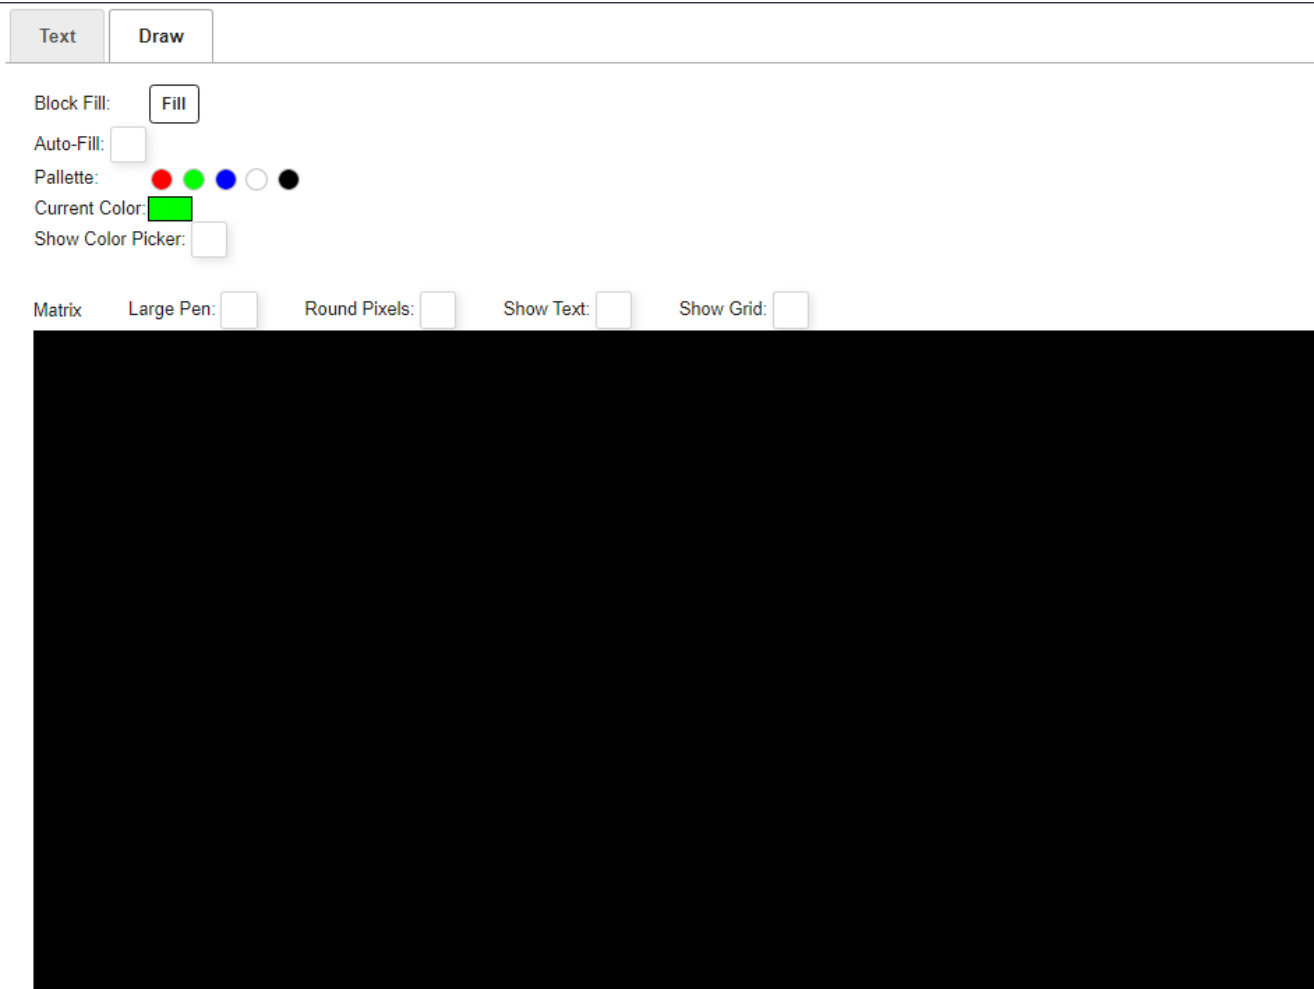 Text Draw
Block Fill: Fill
Auto-Fill:
Pallette:
Current Color:
Show Color Picker:
Matrix Large Pen: Round Pixels: Show Text: Show Grid: